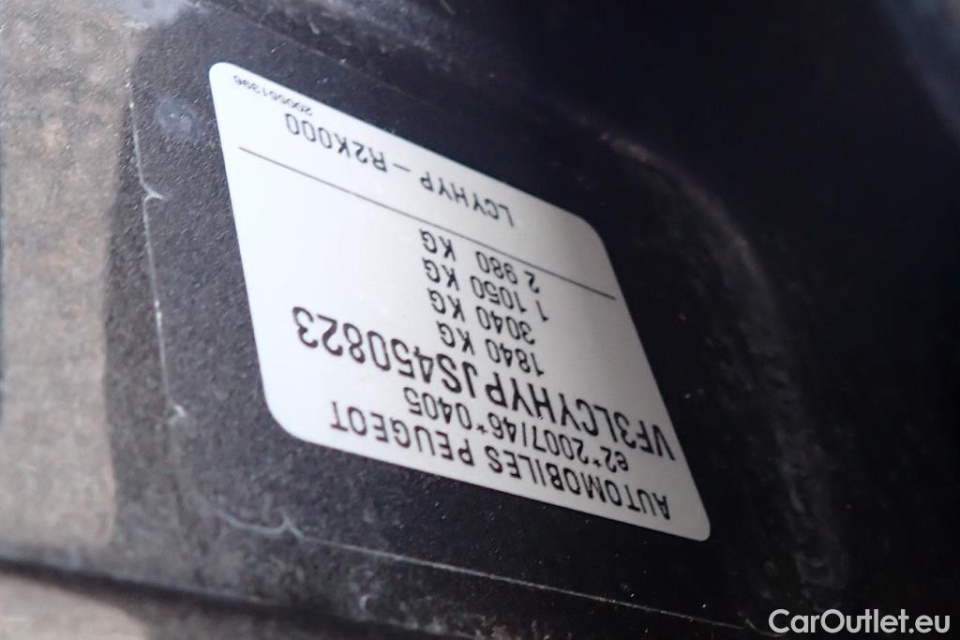 AUTOMOBILES PEUGEOT
e2*2007/46*0405
VF3LCYHYPJS450823
1840 KG
3040 KG
1 1050 KG
2 980 KG
LCYHYP – R2K000
200551396
CarOutlet.eu